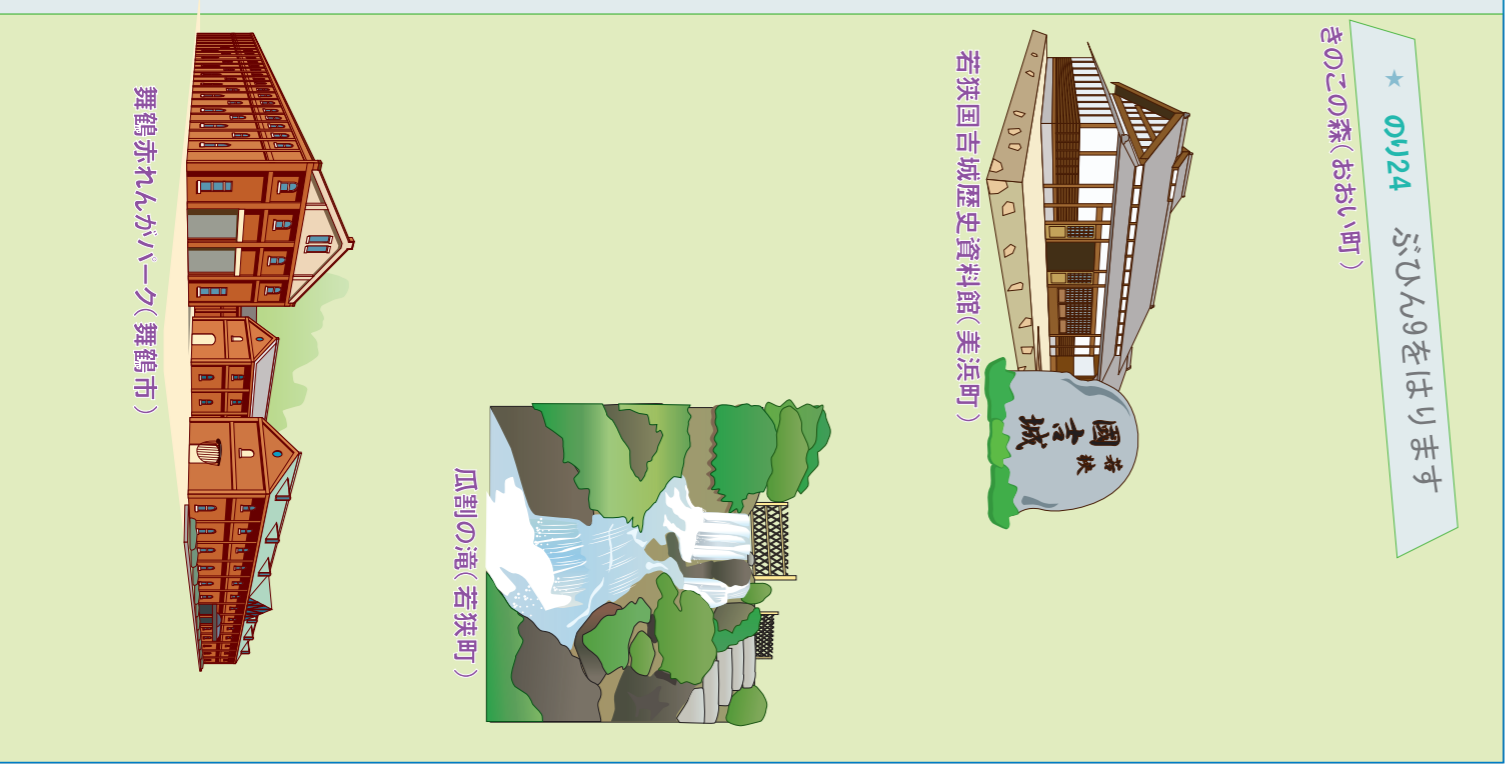 ★ のり24 ぶひん9をはります
きのこの森(おおい町)
若狭国吉城歴史資料館(美浜町)
若狭
國吉城
瓜割の滝(若狭町)
舞鶴赤れんがパーク(舞鶴市)